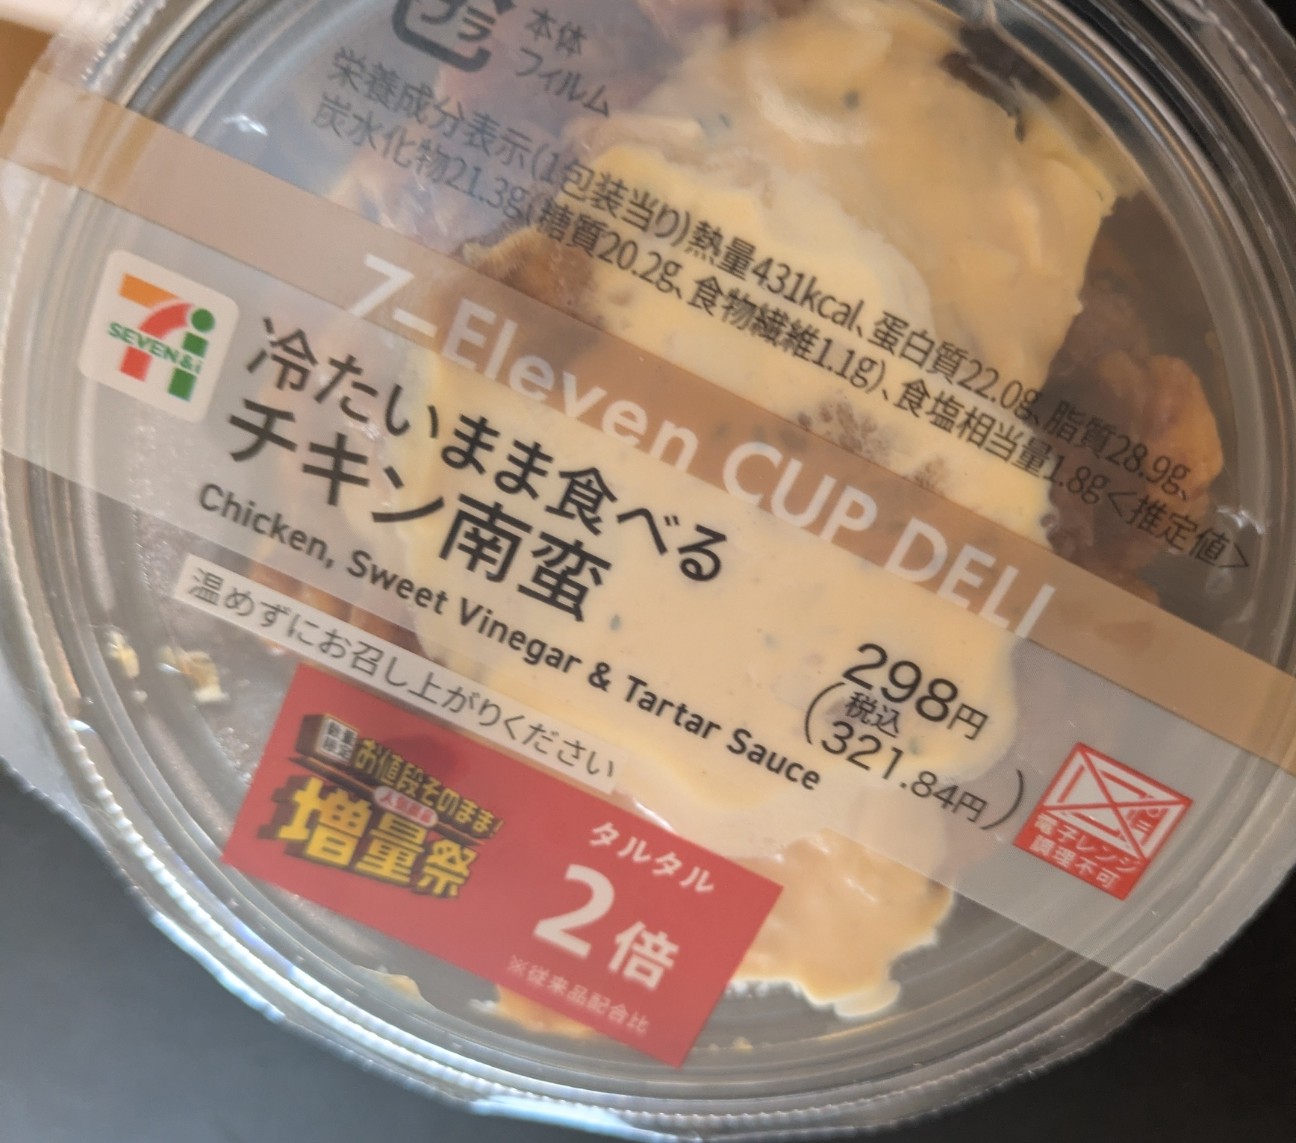 プラ
本体
フィルム
栄養成分表示(1包装当り)熱量431kcal、蛋白質22.0g、脂質28.9g、
炭水化物21.3g(糖質20.2g、食物繊維1.1g)、食塩相当量1.8g<推定値>
7-Eleven CUP DELI
SEVEN&i
冷たいまま食べる
チキン南蛮
Chicken, Sweet Vinegar & Tartar Sauce
温めずにお召し上がりください
298円
(税込
321.84円)
電子レンジ
調理不可
数量
限定
お値段そのまま!
増量祭
タルタル
2倍
※従来品配合比